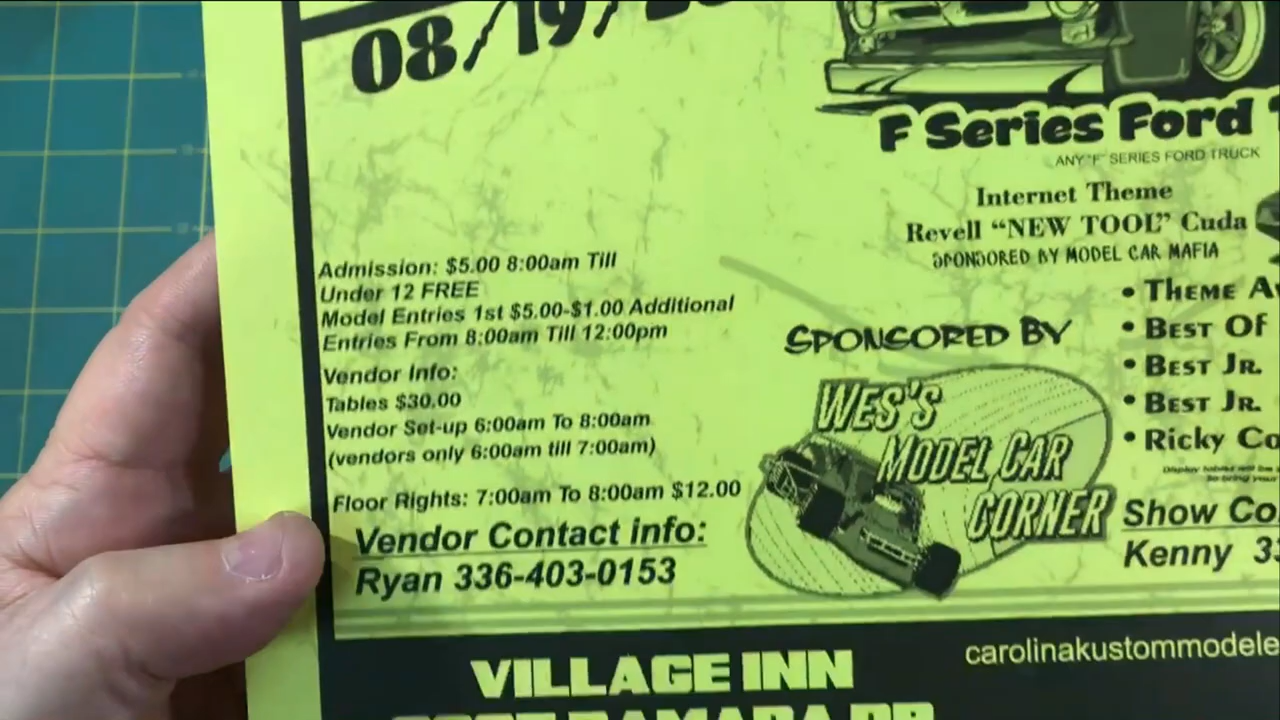 08/19/
F Series Ford
ANY "F" SERIES FORD TRUCK
Internet Theme
Revell “NEW TOOL” Cuda
SPONSORED BY MODEL CAR MAFIA
Admission: $5.00 8:00am Till
Under 12 FREE
Model Entries 1st $5.00-$1.00 Additional
Entries From 8:00am Till 12:00pm
Vendor Info:
Tables $30.00
Vendor Set-up 6:00am To 8:00am
(vendors only 6:00am till 7:00am)
Floor Rights: 7:00am To 8:00am $12.00
Vendor Contact info:
Ryan 336-403-0153
SPONSORED BY
WES'S
MODEL CAR
CORNER
• THEME
• BEST OF
• BEST JR.
• BEST JR.
• Ricky
Show
Kenny
VILLAGE INN
carolinakustommodele